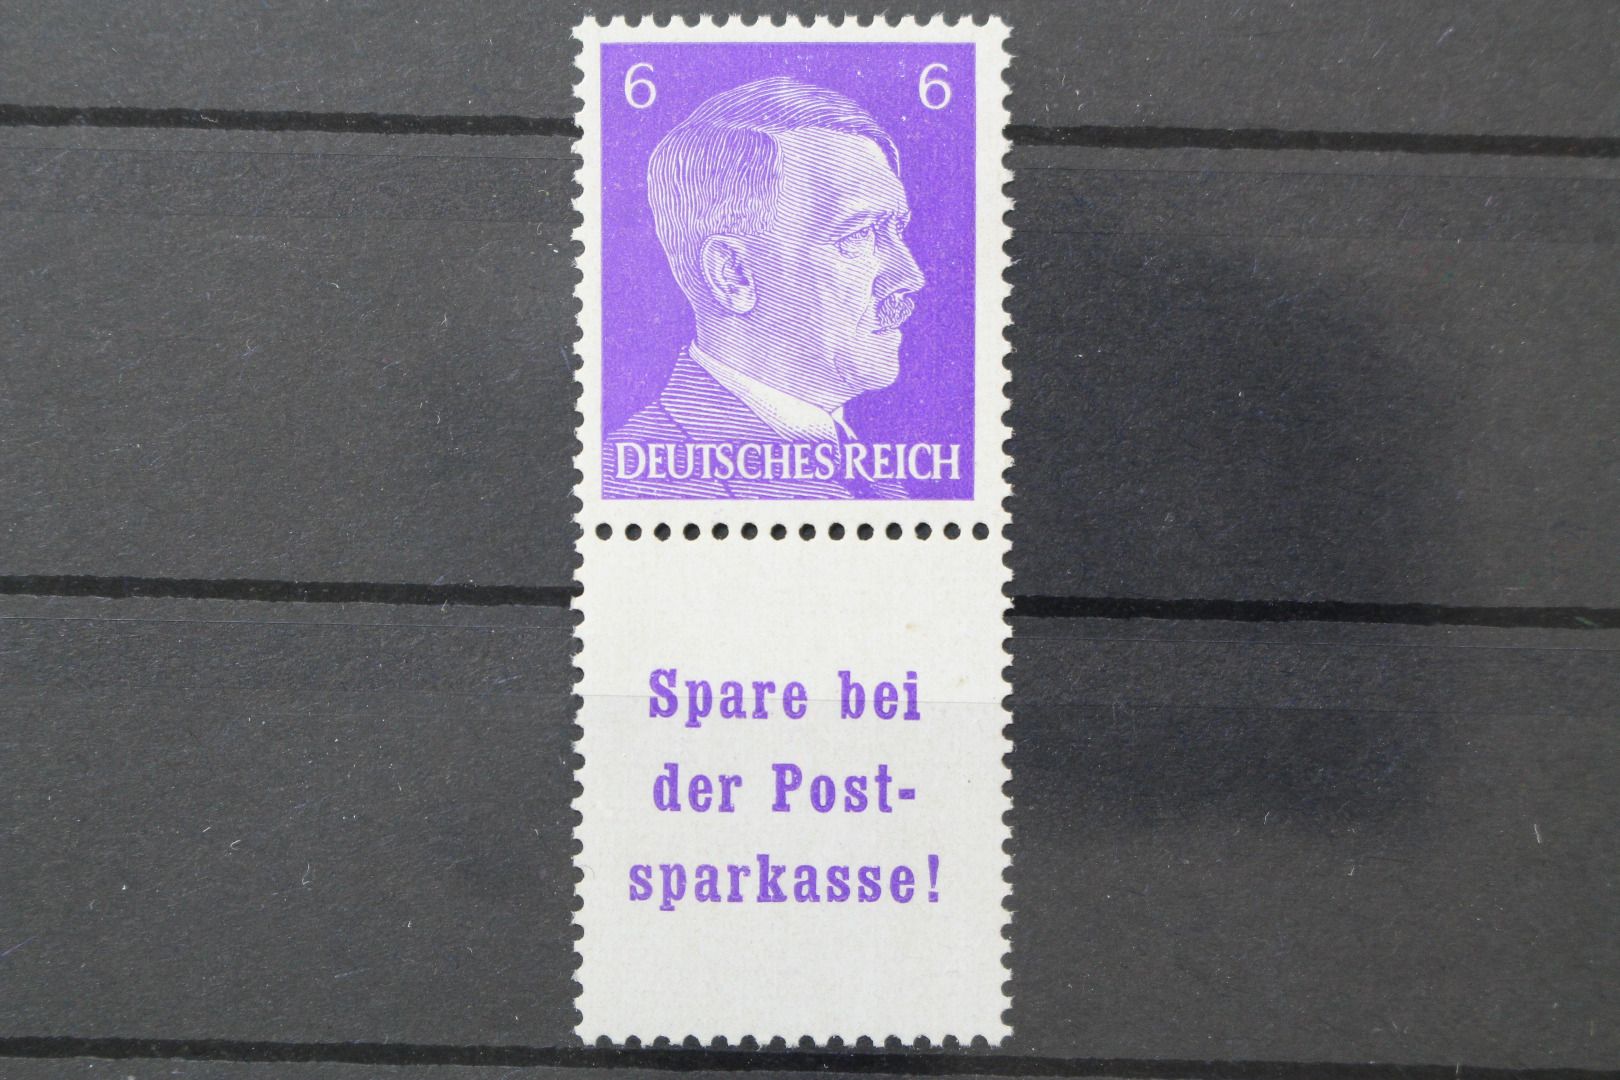 6 6
DEUTSCHES REICH
Spare bei
der Post-
sparkasse!